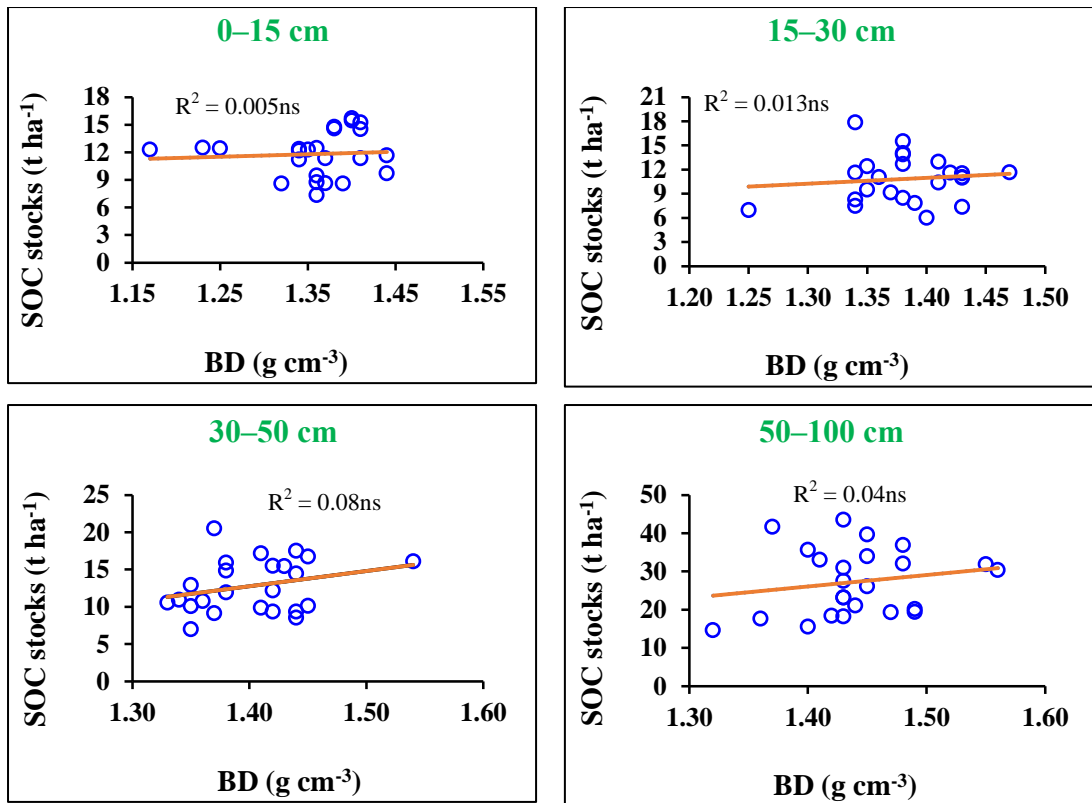 0–15 cm
R² = 0.005ns
SOC stocks (t ha⁻¹)
18
15
12
9
6
3
0
1.15 1.25 1.35 1.45 1.55
BD (g cm⁻³)
15–30 cm
R² = 0.013ns
SOC stocks (t ha⁻¹)
21
18
15
12
9
6
3
0
1.20 1.25 1.30 1.35 1.40 1.45 1.50
BD (g cm⁻³)
30–50 cm
R² = 0.08ns
SOC stocks (t ha⁻¹)
25
20
15
10
5
0
1.30 1.40 1.50 1.60
BD (g cm⁻³)
50–100 cm
R² = 0.04ns
SOC stocks (t ha⁻¹)
50
40
30
20
10
0
1.30 1.40 1.50 1.60
BD (g cm⁻³)